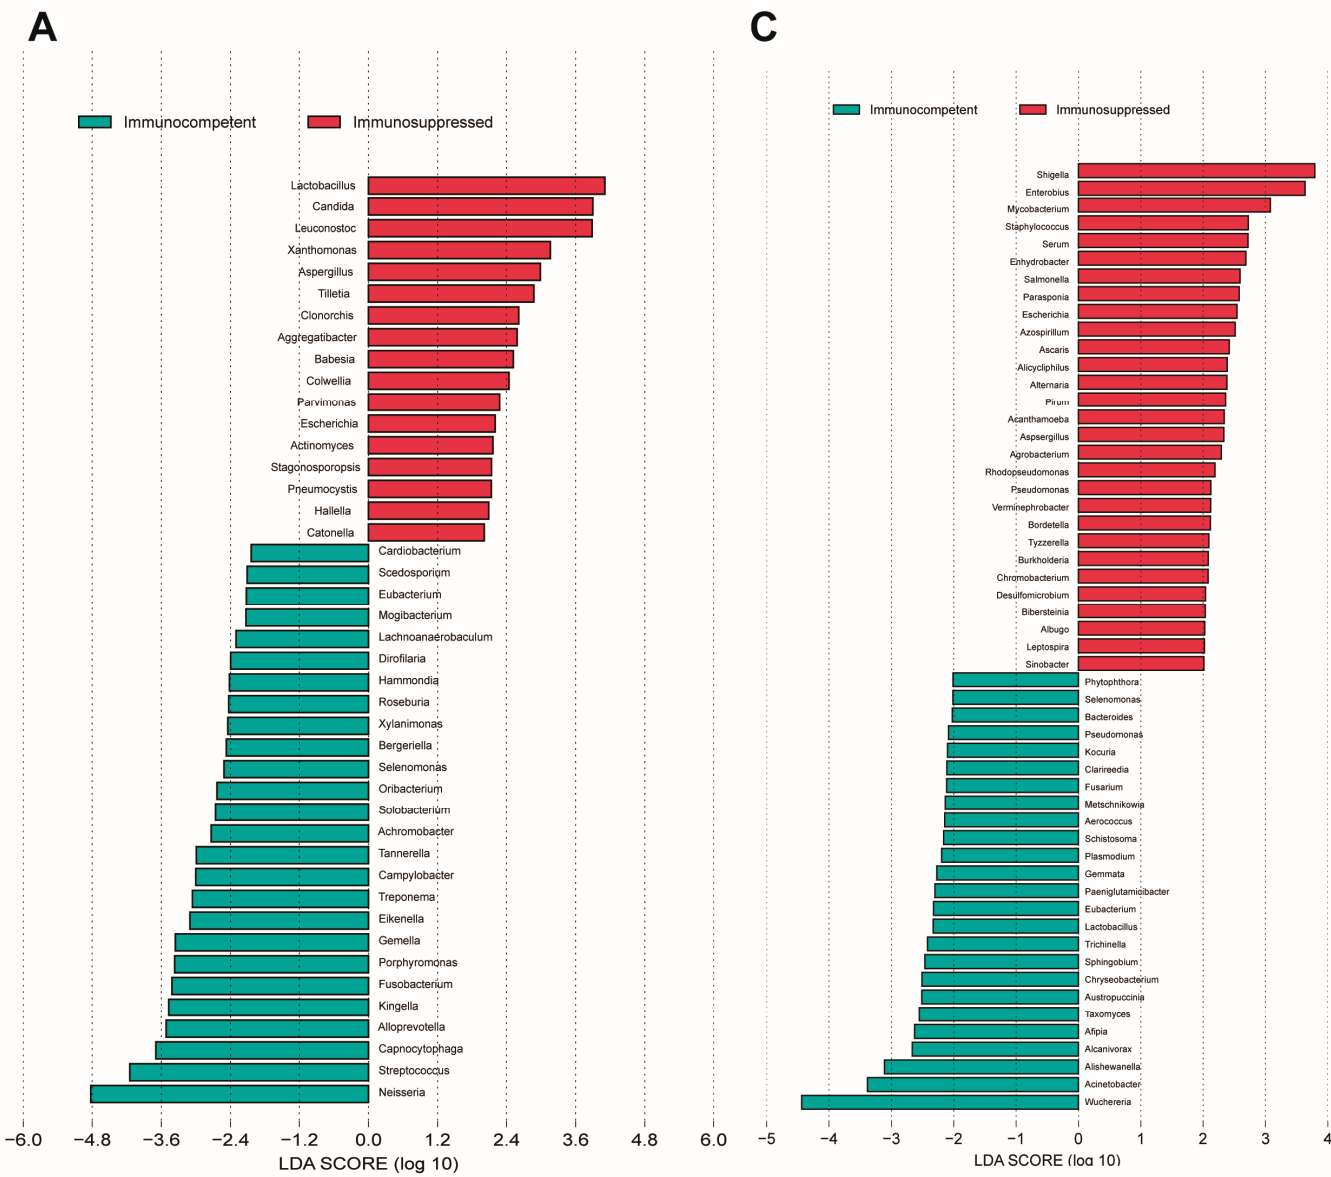 A
Immunocompetent
Immunosuppressed
Lactobacillus
Candida
Leuconostoc
Xanthomonas
Aspergillus
Tilletia
Clonorchis
Aggregatibacter
Babesia
Colwellia
Parvimonas
Escherichia
Actinomyces
Stagonosporopsis
Pneumocystis
Hallella
Catonella
Cardiobacterium
Scedosporium
Eubacterium
Mogibacterium
Lachnoanaerobaculum
Dirofilaria
Hammondia
Roseburia
Xylanimonas
Bergeriella
Selenomonas
Oribacterium
Solobacterium
Achromobacter
Tannerella
Campylobacter
Treponema
Eikenella
Gemella
Porphyromonas
Fusobacterium
Kingella
Alloprevotella
Capnocytophaga
Streptococcus
Neisseria
−6.0 −4.8 −3.6 −2.4 −1.2 0.0 1.2 2.4 3.6 4.8 6.0
LDA SCORE (log 10)
C
Immunocompetent
Immunosuppressed
Shigella
Enterobius
Mycobacterium
Staphylococcus
Serum
Enhydrobacter
Salmonella
Parasponia
Escherichia
Azospirillum
Ascaris
Alicycliphilus
Alternaria
Pirum
Acanthamoeba
Aspsergillus
Agrobacterium
Rhodopseudomonas
Pseudomonas
Verminephrobacter
Bordetella
Tyzzerella
Burkholderia
Chromobacterium
Desulfomicrobium
Bibersteinia
Albugo
Leptospira
Sinobacter
Phytophthora
Selenomonas
Bacteroides
Pseudomonas
Kocuria
Clarireedia
Fusarium
Metschnikowia
Aerococcus
Schistosoma
Plasmodium
Gemmata
Paeniglutamicibacter
Eubacterium
Lactobacillus
Trichinella
Sphingobium
Chryseobacterium
Austropuccinia
Taxomyces
Afipia
Alcanivorax
Alishewanella
Acinetobacter
Wuchereria
−5 −4 −3 −2 −1 0 1 2 3 4
LDA SCORE (log 10)